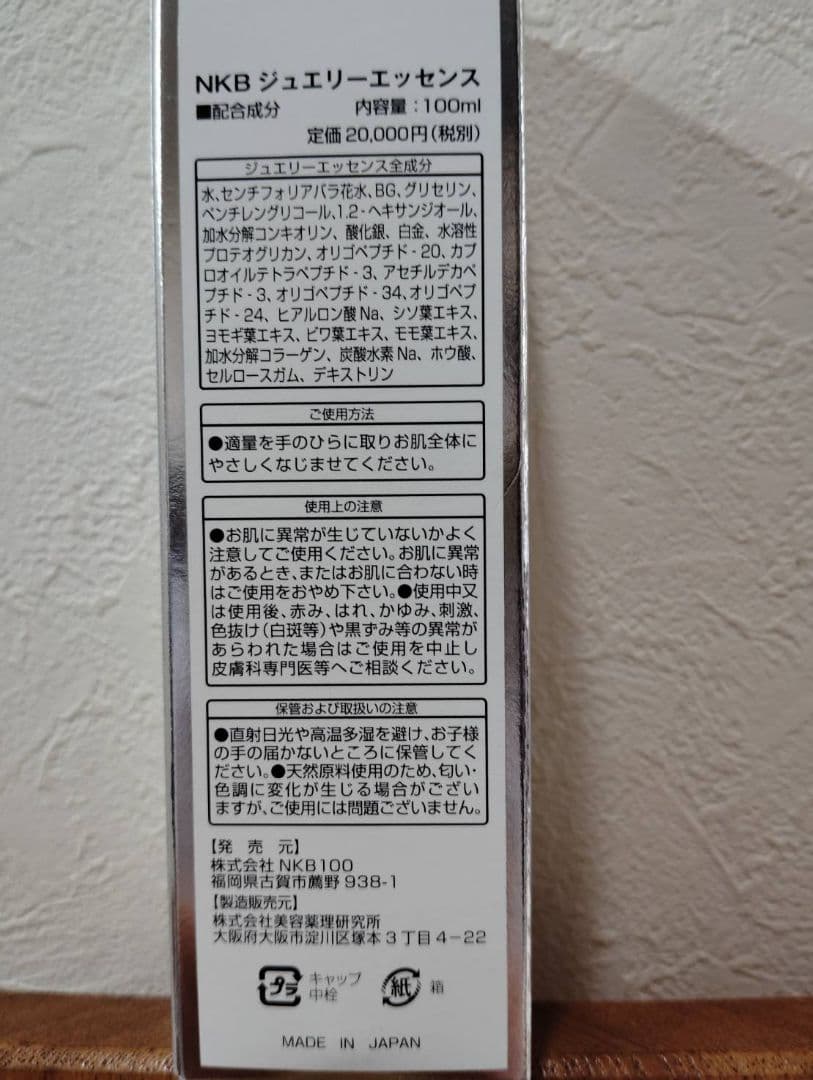 NKB ジュエリーエッセンス
■配合成分 内容量：100ml
定価 20,000円(税別)
ジュエリーエッセンス全成分
水、センチフォリアバラ花水、BG、グリセリン、
ペンチレングリコール、1.2-ヘキサンジオール、
加水分解コンキオリン、酸化銀、白金、水溶性
プロテオグリカン、オリゴペプチド-20、カプ
ロオイルテトラペプチド-3、アセチルデカペ
プチド-3、オリゴペプチド-34、オリゴペプ
チド-24、ヒアルロン酸Na、シソ葉エキス、
ヨモギ葉エキス、ビワ葉エキス、モモ葉エキス、
加水分解コラーゲン、炭酸水素Na、ホウ酸、
セルロースガム、デキストリン
ご使用方法
●適量を手のひらに取りお肌全体に
やさしくなじませてください。
使用上の注意
●お肌に異常が生じていないかよく
注意してご使用ください。お肌に異常
があるとき、またはお肌に合わない時
はご使用をおやめ下さい。●使用中又
は使用後、赤み、はれ、かゆみ、刺激、
色抜け(白斑等)や黒ずみ等の異常が
あらわれた場合はご使用を中止し
皮膚科専門医等へご相談ください。
保管および取扱いの注意
●直射日光や高温多湿を避け、お子様
の手の届かないところに保管してく
ださい。●天然原料使用のため、匂い・
色調に変化が生じる場合がござい
ますが、ご使用には問題ございません。
【発 売 元】
株式会社 NKB100
福岡県古賀市薦野 938-1
【製造販売元】
株式会社美容薬理研究所
大阪府大阪市淀川区塚本3丁目4-22
プラ キャップ 紙 箱
中栓
MADE IN JAPAN